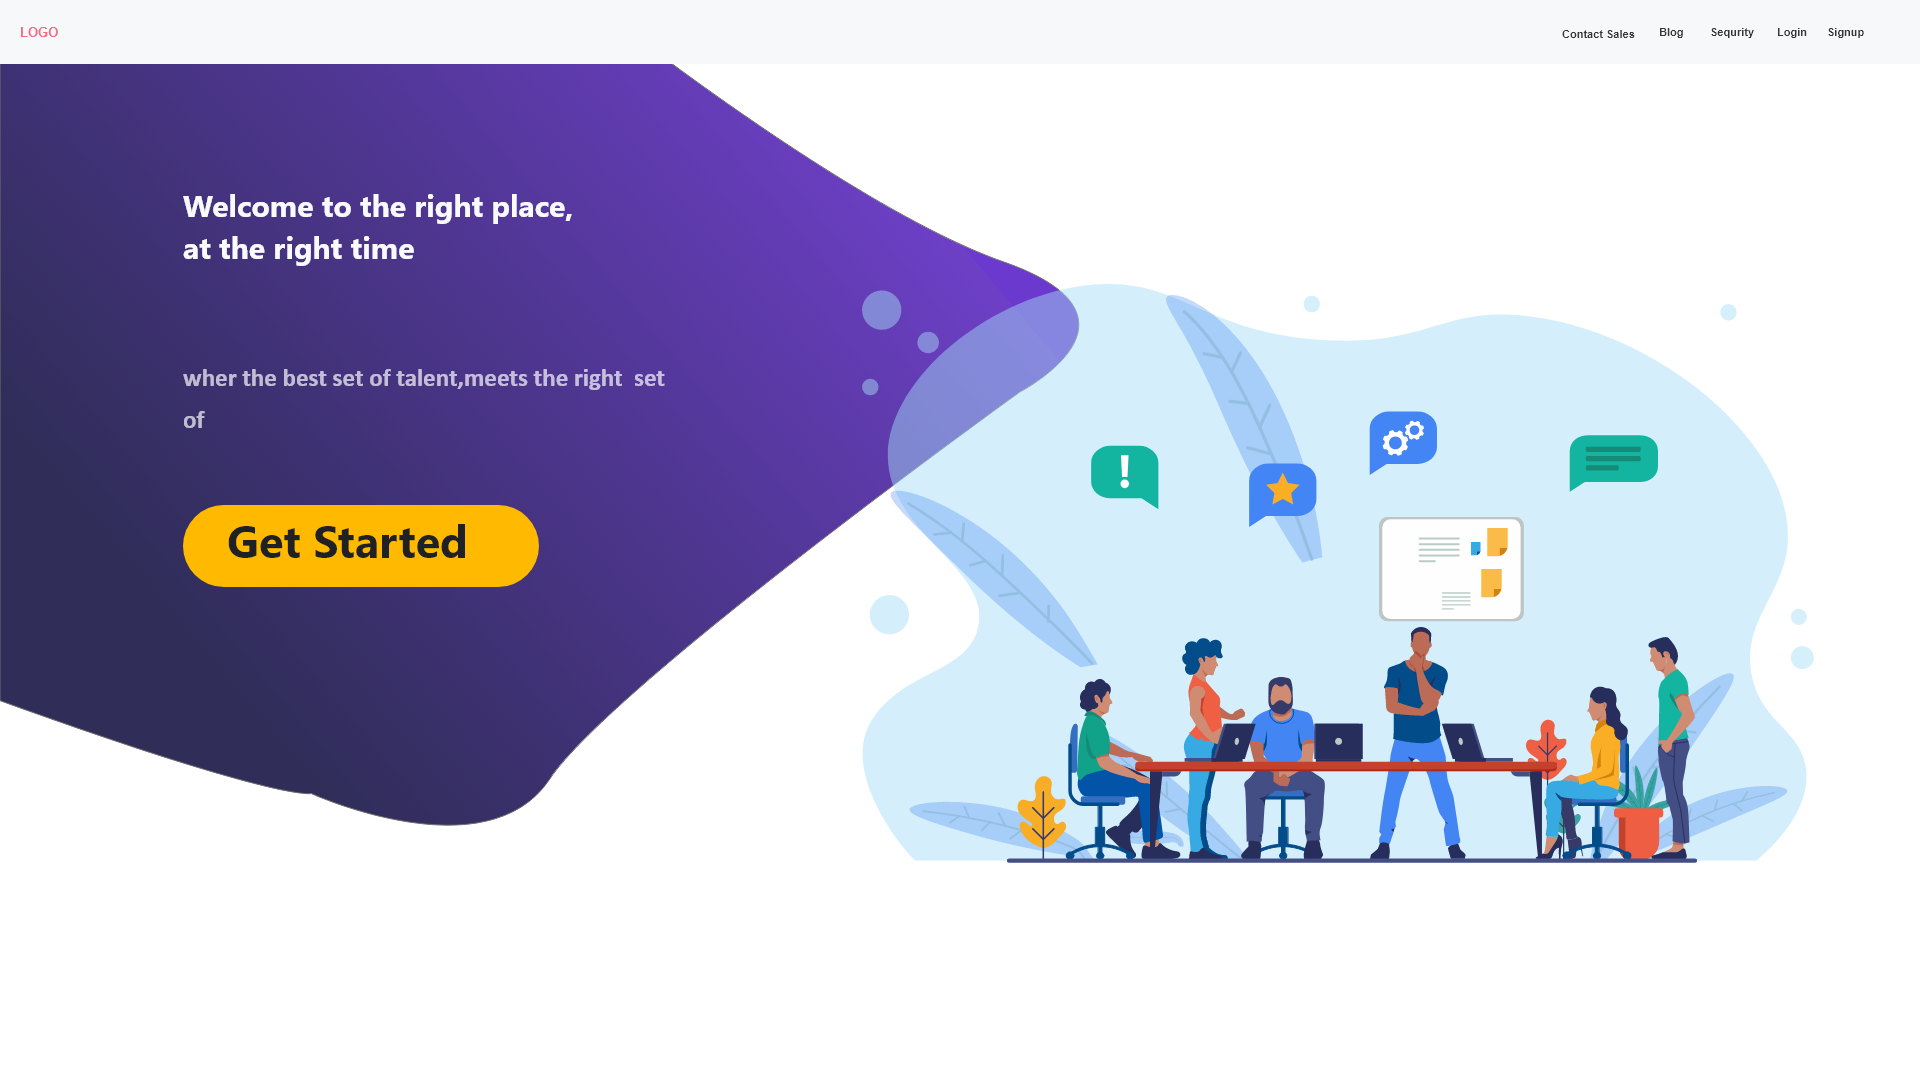 LOGO
Contact Sales Blog Sequrity Login Signup
Welcome to the right place,
at the right time
wher the best set of talent,meets the right  set
of
Get Started
!